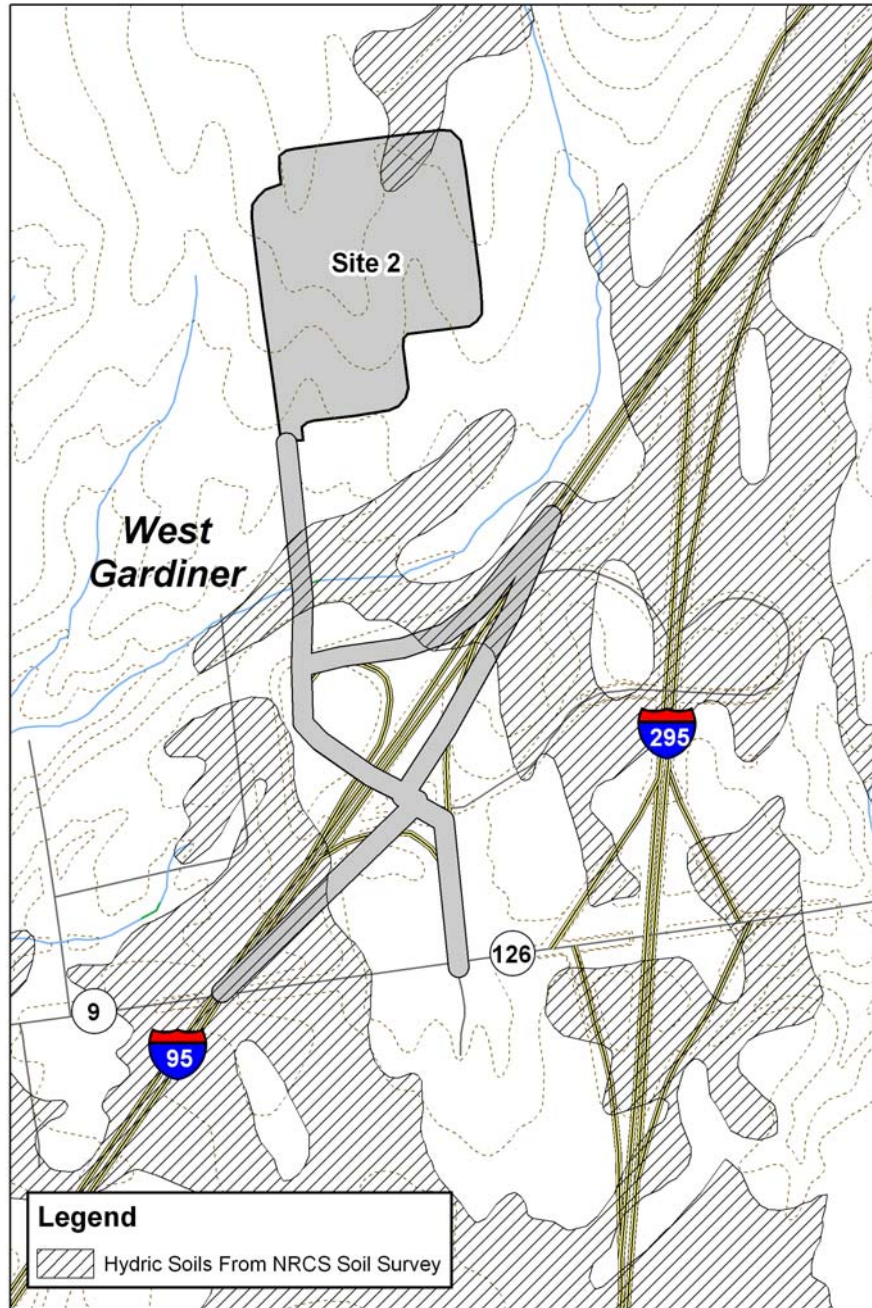 Site 2
West
Gardiner
295
126
9
95
Legend
Hydric Soils From NRCS Soil Survey